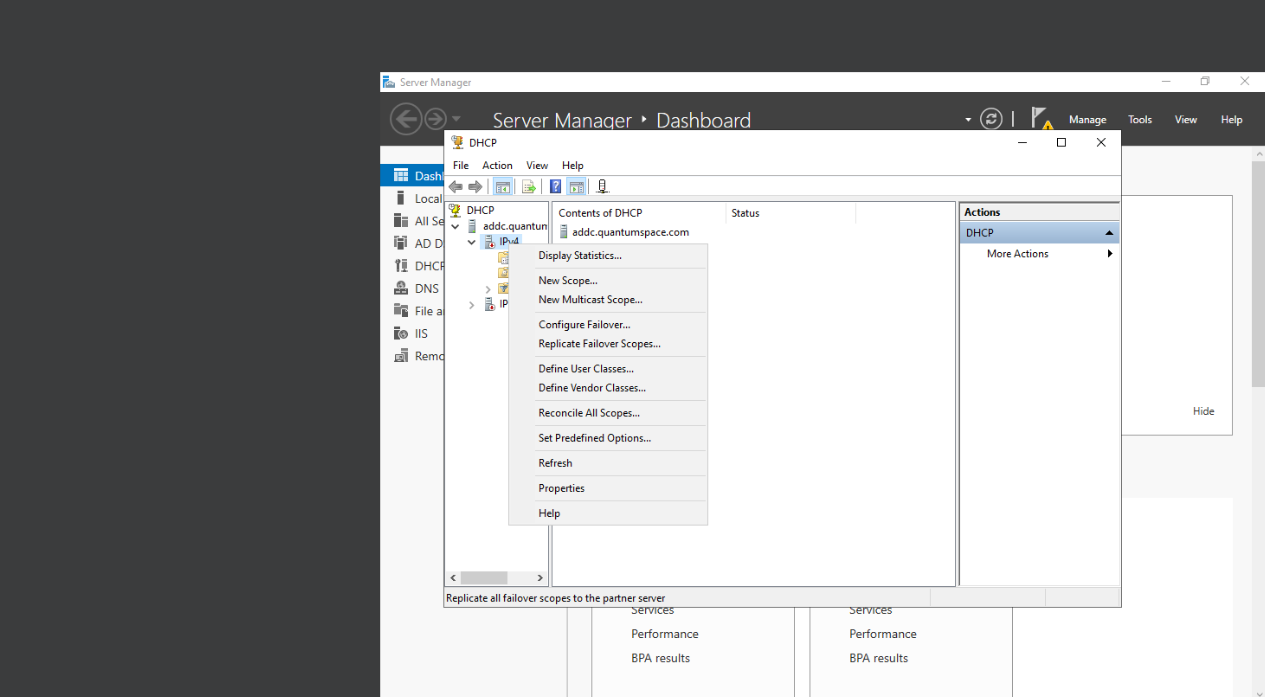 Server Manager
Server Manager Dashboard
Manage Tools View Help
DHCP
File Action View Help
Dash
Local
All Se
AD D
DHCP
DNS
File a
IIS
Remo
DHCP
addc.quantum
IPv4
IP
Contents of DHCP Status
addc.quantumspace.com
Actions
DHCP
More Actions
Display Statistics...
New Scope...
New Multicast Scope...
Configure Failover...
Replicate Failover Scopes...
Define User Classes...
Define Vendor Classes...
Reconcile All Scopes...
Set Predefined Options...
Refresh
Properties
Help
Hide
Replicate all failover scopes to the partner server
Services Services
Performance Performance
BPA results BPA results